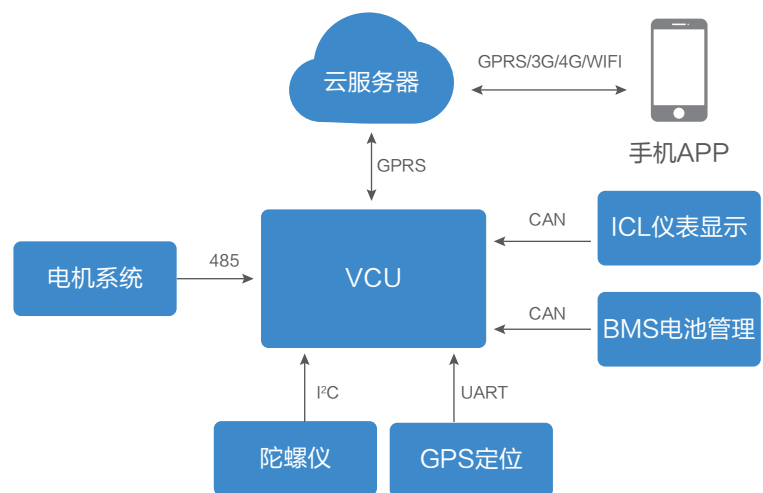 云服务器
GPRS/3G/4G/WIFI
手机APP
GPRS
CAN
ICL仪表显示
485
电机系统
VCU
CAN
BMS电池管理
I²C
UART
陀螺仪
GPS定位